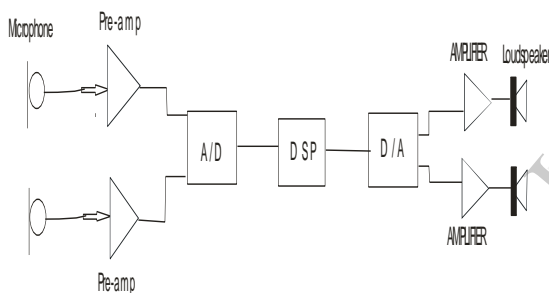 Pre-amp
Microphone
AMPLIFIER
Loudspeaker
A/D
DSP
D/A
AMPLIFIER
Pre-amp